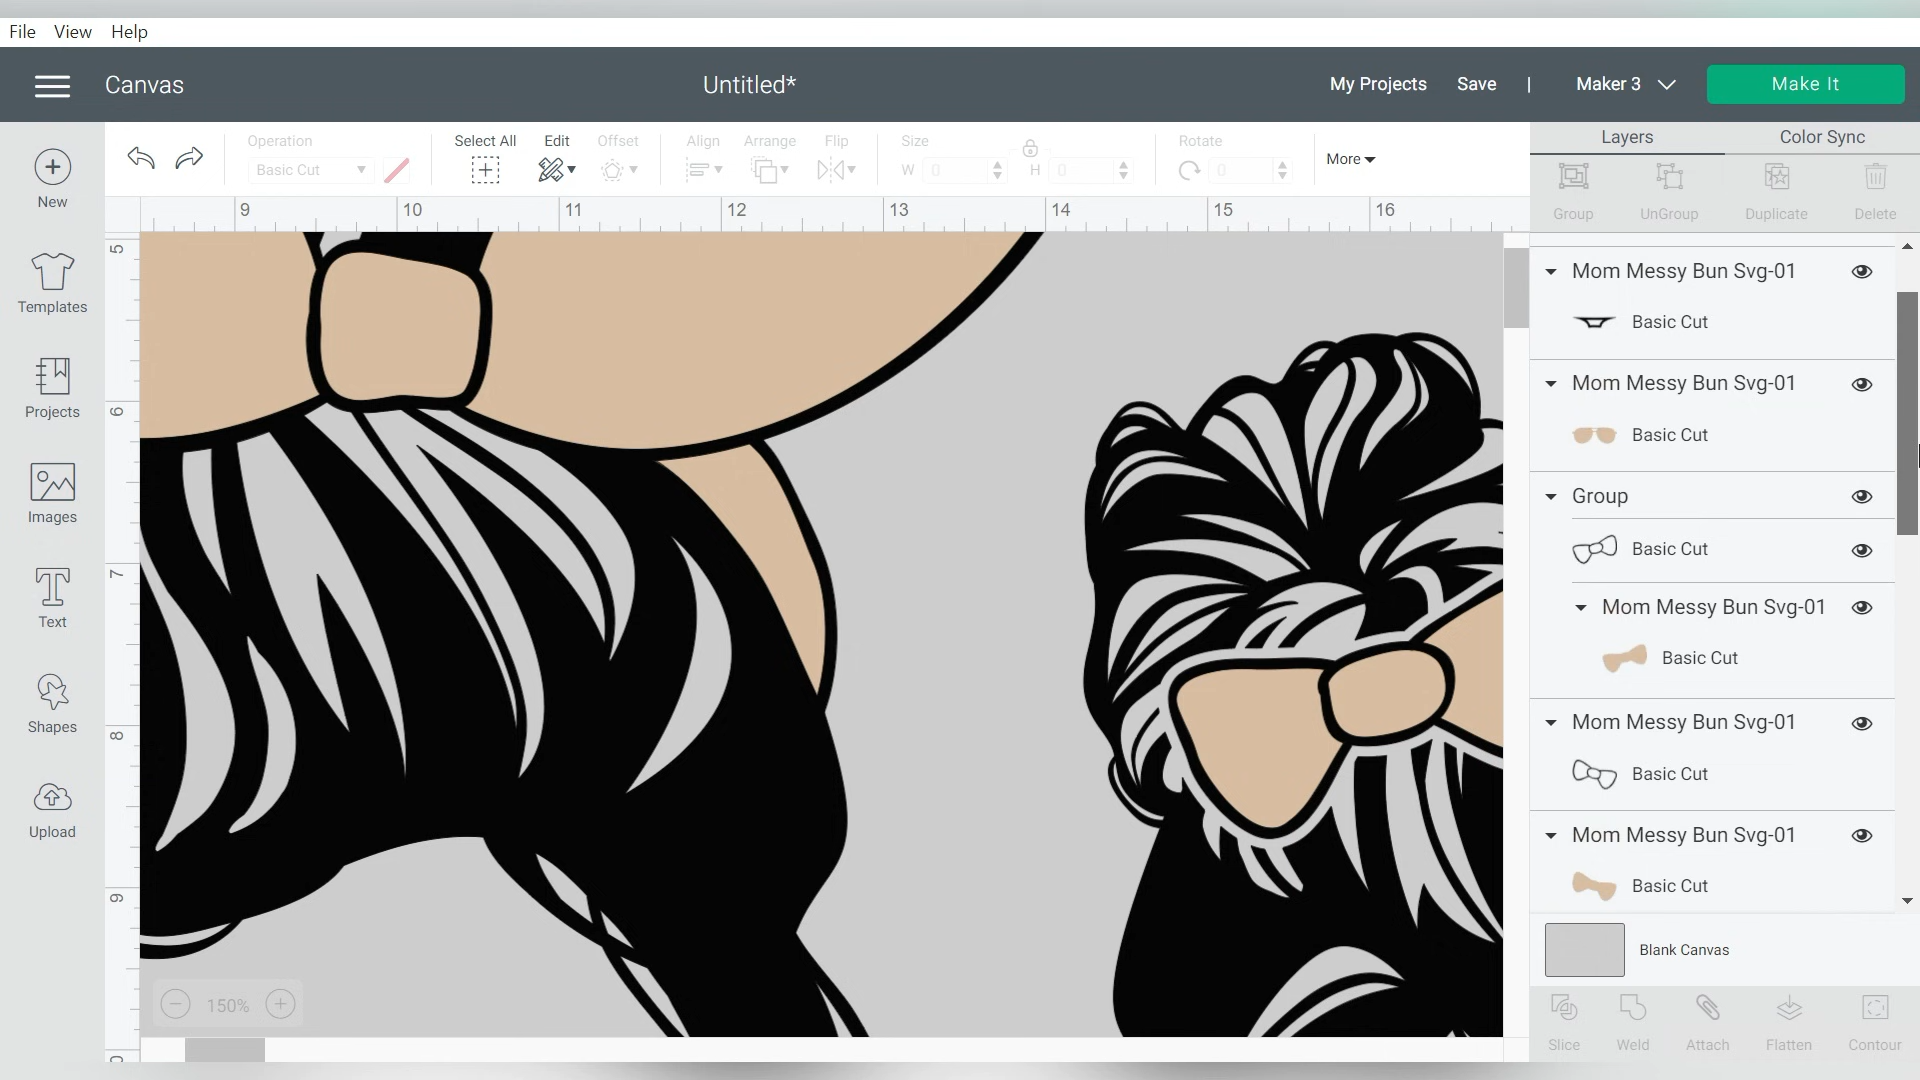 File View Help
Canvas Untitled* My Projects Save | Maker 3 Make It
Operation Select All Edit Offset Align Arrange Flip Size Rotate
Basic Cut W 0 H 0 0 More
Layers Color Sync
Group UnGroup Duplicate Delete
New
Templates
Projects
Images
Text
Shapes
Upload
9 10 11 12 13 14 15 16
5
6
7
8
9
150%
Mom Messy Bun Svg-01
Basic Cut
Mom Messy Bun Svg-01
Basic Cut
Group
Basic Cut
Mom Messy Bun Svg-01
Basic Cut
Mom Messy Bun Svg-01
Basic Cut
Mom Messy Bun Svg-01
Basic Cut
Blank Canvas
Slice Weld Attach Flatten Contour